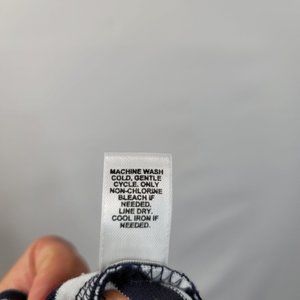 MACHINE WASH
COLD, GENTLE
CYCLE. ONLY
NON-CHLORINE
BLEACH IF
NEEDED.
LINE DRY.
COOL IRON IF
NEEDED.